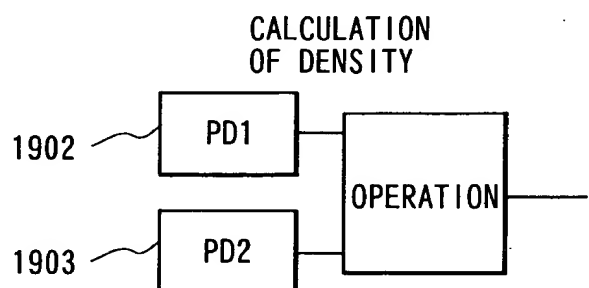 CALCULATION
OF DENSITY
1902
PD1
OPERATION
1903
PD2